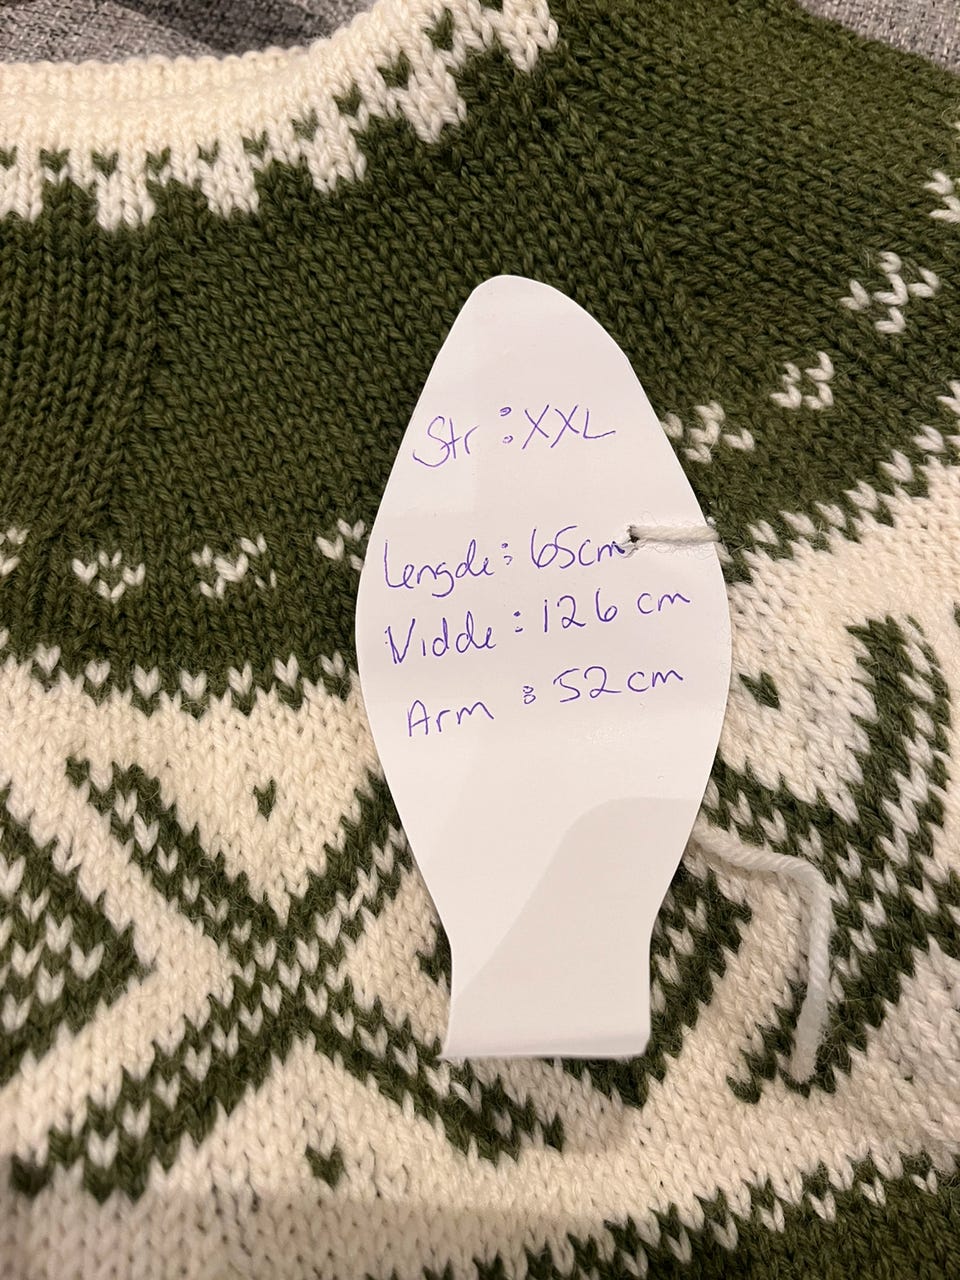 Str : XXL
Lengde : 65cm
Vidde : 126 cm
Arm : 52cm